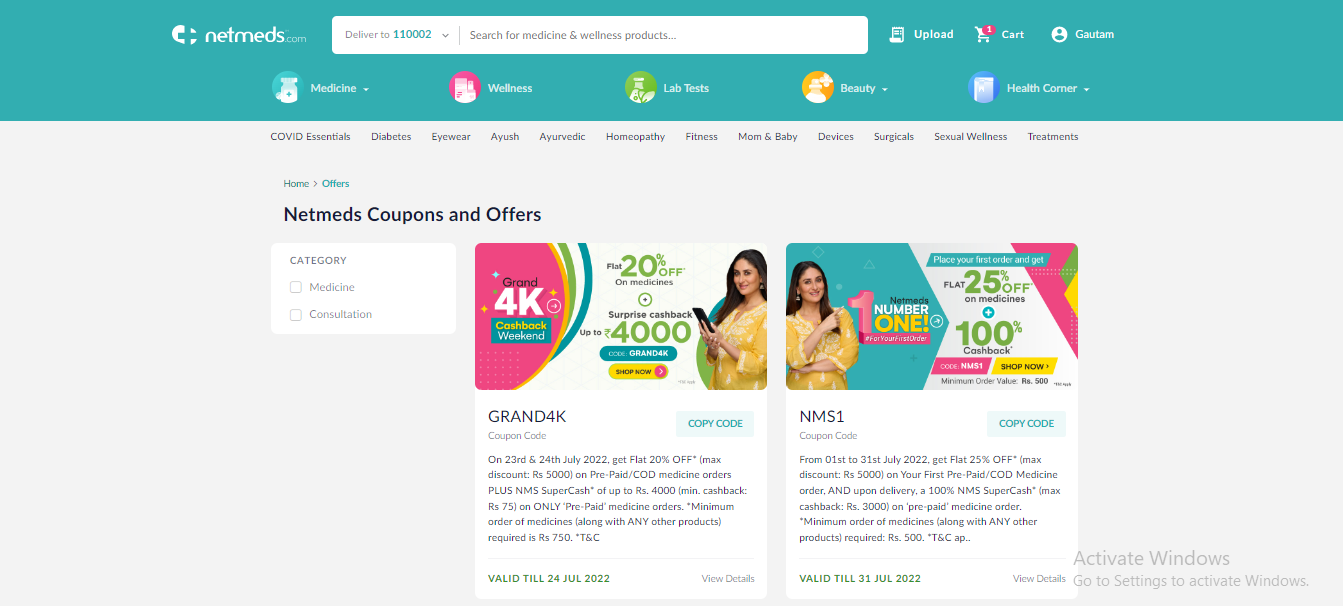 netmeds.com
Deliver to 110002
Search for medicine & wellness products...
Upload
1
Cart
Gautam
Medicine
Wellness
Lab Tests
Beauty
Health Corner
COVID Essentials Diabetes Eyewear Ayush Ayurvedic Homeopathy Fitness Mom & Baby Devices Surgicals Sexual Wellness Treatments
Home > Offers
Netmeds Coupons and Offers
CATEGORY
Medicine
Consultation
Grand
4K
Cashback
Weekend
Flat 20% OFF*
On medicines
Surprise cashback
Up to ₹4000
CODE: GRAND4K
SHOP NOW
*T&C Apply
GRAND4K
Coupon Code
COPY CODE
On 23rd & 24th July 2022, get Flat 20% OFF* (max
discount: Rs 5000) on Pre-Paid/COD medicine orders
PLUS NMS SuperCash* of up to Rs. 4000 (min. cashback:
Rs 75) on ONLY ‘Pre-Paid’ medicine orders. *Minimum
order of medicines (along with ANY other products)
required is Rs 750. *T&C
VALID TILL 24 JUL 2022
View Details
Netmeds
1 NUMBER
ONE!
#ForYourFirstOrder
Place your first order and get
FLAT 25% OFF*
on medicines
100%
Cashback*
CODE: NMS1
SHOP NOW >
Minimum Order Value: Rs. 500
*T&C Apply
NMS1
Coupon Code
COPY CODE
From 01st to 31st July 2022, get Flat 25% OFF* (max
discount: Rs 5000) on Your First Pre-Paid/COD Medicine
order, AND upon delivery, a 100% NMS SuperCash* (max
cashback: Rs. 3000) on ‘pre-paid’ medicine order.
*Minimum order of medicines (along with ANY other
products) required: Rs. 500. *T&C ap..
VALID TILL 31 JUL 2022
View Details
Activate Windows
Go to Settings to activate Windows.